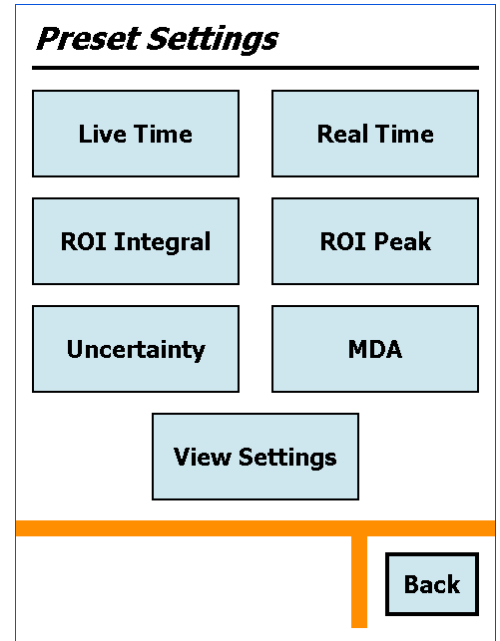 Preset Settings
Live Time
Real Time
ROI Integral
ROI Peak
Uncertainty
MDA
View Settings
Back